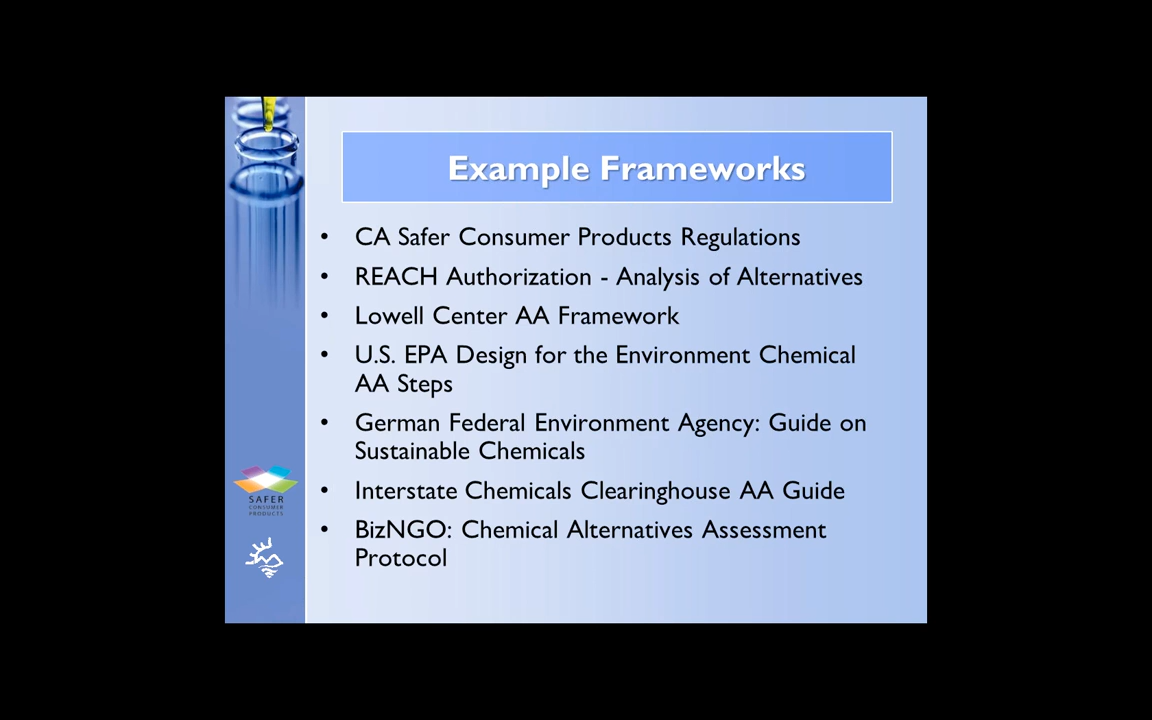 Example Frameworks
• CA Safer Consumer Products Regulations
• REACH Authorization - Analysis of Alternatives
• Lowell Center AA Framework
• U.S. EPA Design for the Environment Chemical
AA Steps
• German Federal Environment Agency: Guide on
Sustainable Chemicals
• Interstate Chemicals Clearinghouse AA Guide
• BizNGO: Chemical Alternatives Assessment
Protocol
SAFER
CONSUMER
PRODUCTS